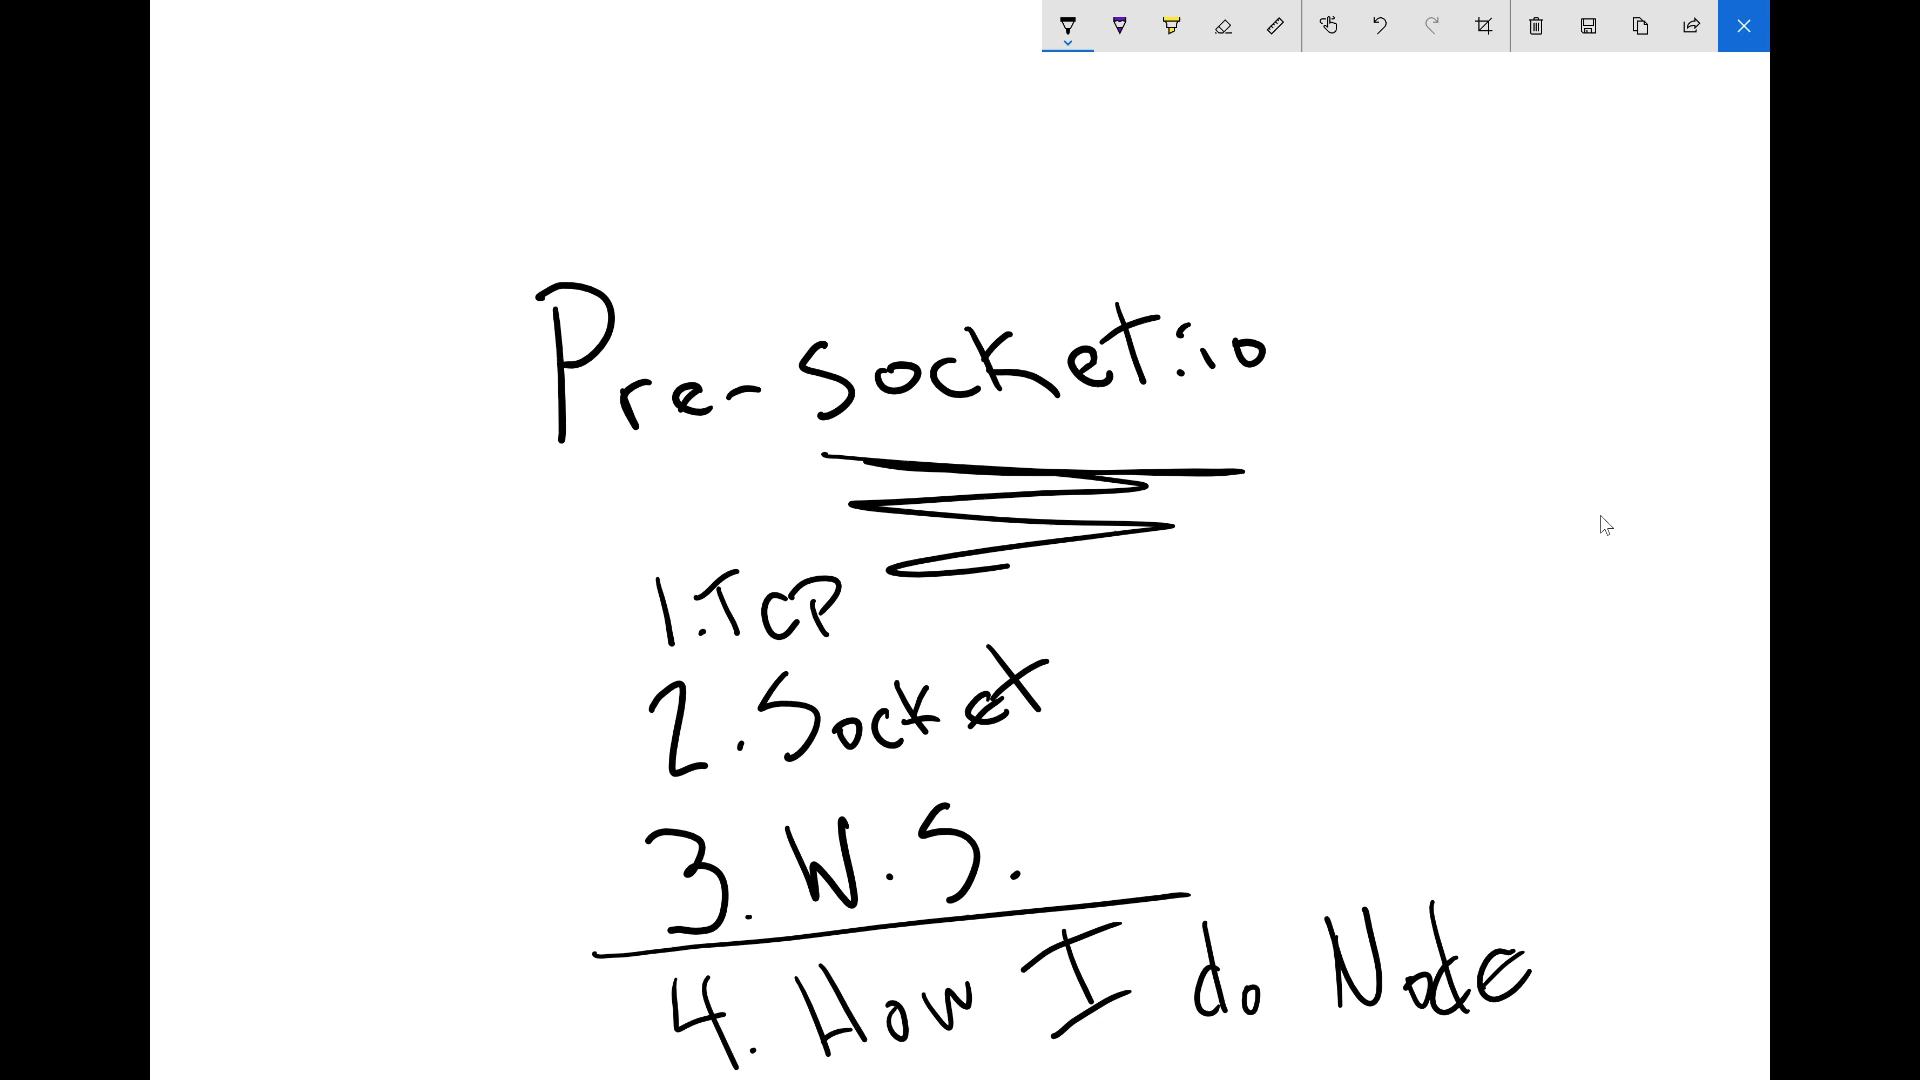 Pre-Socket.io
1. TCP
2. Socket
3. W.S.
4. How I do Node